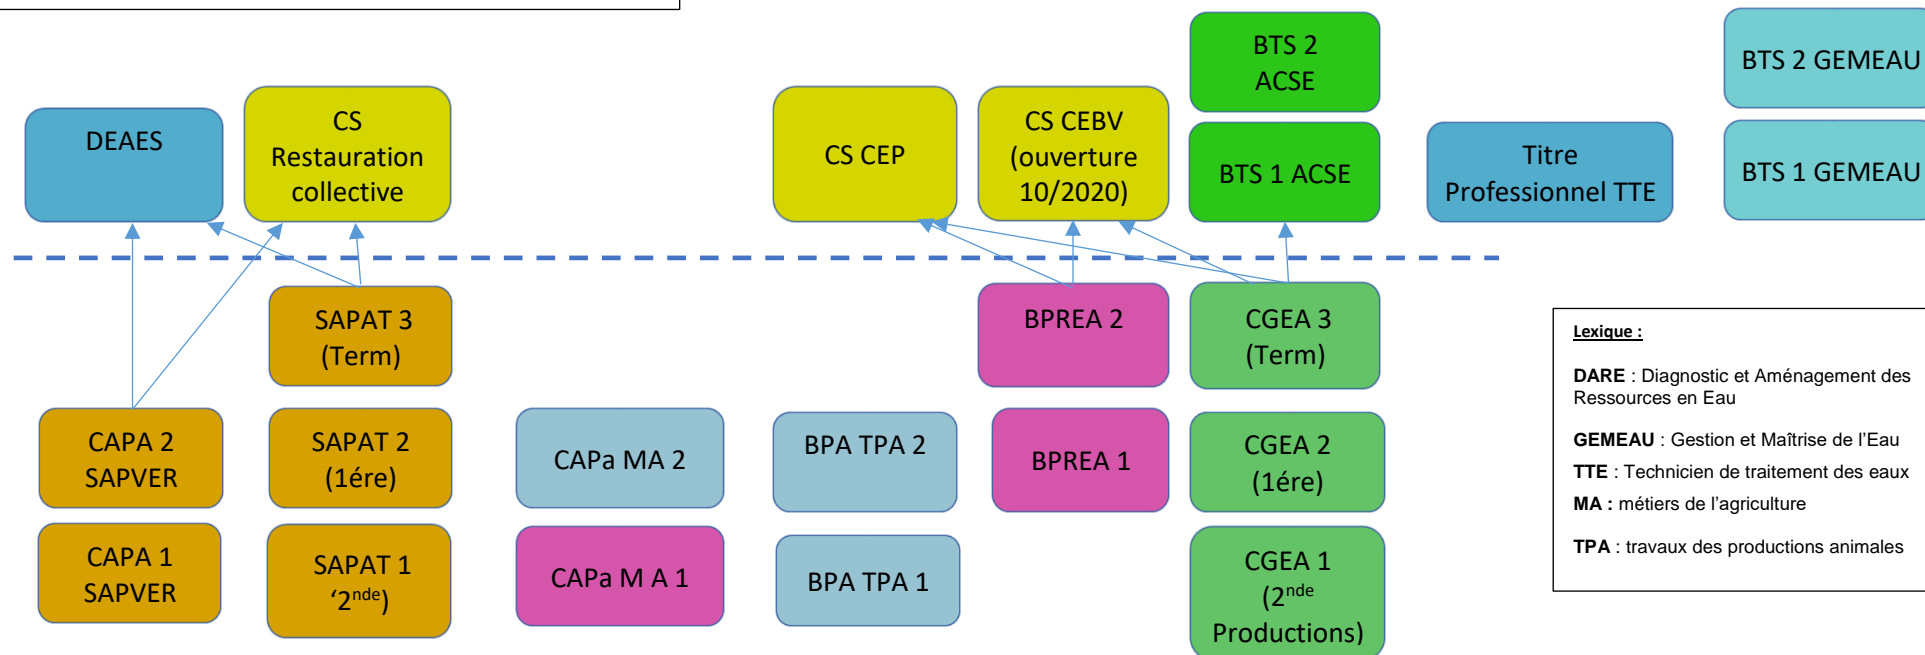 BTS 2
ACSE
BTS 2 GEMEAU
DEAES
CS
Restauration
collective
CS CEP
CS CEBV
(ouverture
10/2020)
BTS 1 ACSE
Titre
Professionnel TTE
BTS 1 GEMEAU
SAPAT 3
(Term)
BPREA 2
CGEA 3
(Term)
CAPA 2
SAPVER
SAPAT 2
(1ére)
CAPa MA 2
BPA TPA 2
BPREA 1
CGEA 2
(1ére)
CAPA 1
SAPVER
SAPAT 1
‘2nde)
CAPa M A 1
BPA TPA 1
CGEA 1
(2nde
Productions)
Lexique :
DARE : Diagnostic et Aménagement des
Ressources en Eau
GEMEAU : Gestion et Maîtrise de l’Eau
TTE : Technicien de traitement des eaux
MA : métiers de l’agriculture
TPA : travaux des productions animales